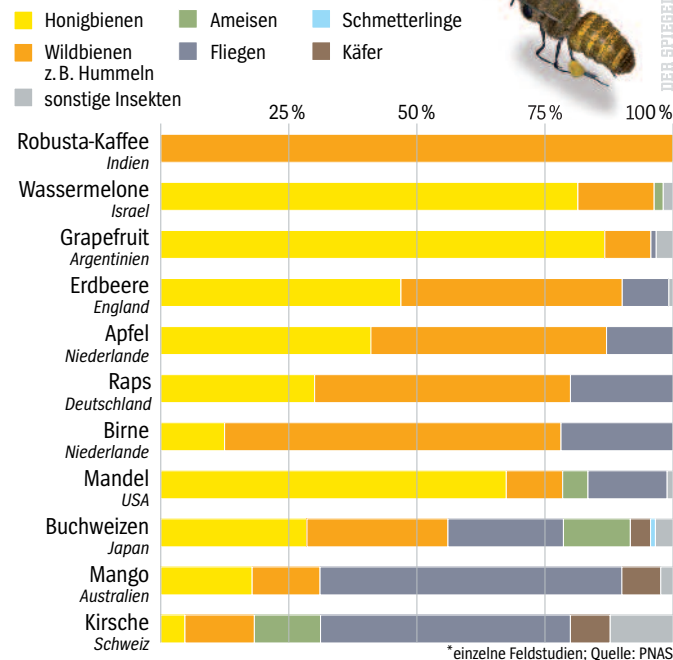 Honigbienen
Ameisen
Schmetterlinge
Wildbienen
z. B. Hummeln
Fliegen
Käfer
sonstige Insekten
DER SPIEGEL
25 %
50 %
75 %
100 %
Robusta-Kaffee
Indien
Wassermelone
Israel
Grapefruit
Argentinien
Erdbeere
England
Apfel
Niederlande
Raps
Deutschland
Birne
Niederlande
Mandel
USA
Buchweizen
Japan
Mango
Australien
Kirsche
Schweiz
*einzelne Feldstudien; Quelle: PNAS